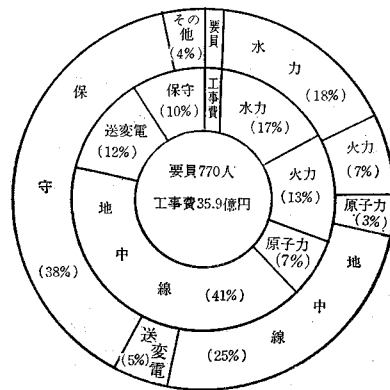 その他
(4%)
要員
水力
(18%)
火力
(7%)
原子力
(3%)
地中線
(25%)
送変電
(5%)
保守
(38%)
工事費
水力
(17%)
火力
(13%)
原子力
(7%)
地中線
(41%)
送変電
(12%)
保守
(10%)
要員770人
工事費35.9億円